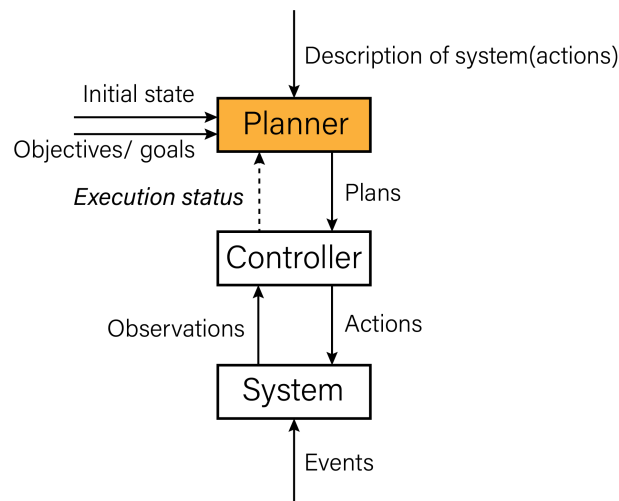 Description of system(actions)
Initial state
Planner
Objectives/ goals
Execution status
Plans
Controller
Observations
Actions
System
Events